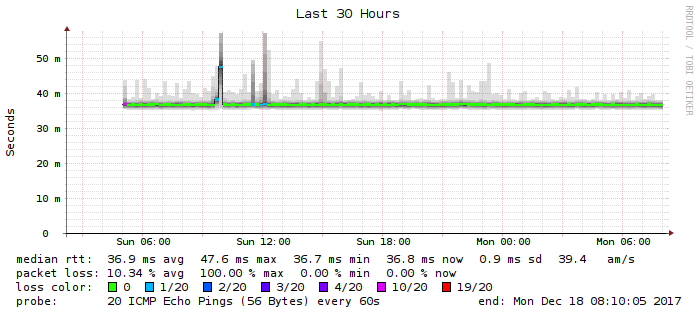 Last 30 Hours
RRDTOOL / TOBI OETIKER
Seconds
50 m
40 m
30 m
20 m
10 m
0
Sun 06:00 Sun 12:00 Sun 18:00 Mon 00:00 Mon 06:00
median rtt: 36.9 ms avg 47.6 ms max 36.7 ms min 36.8 ms now 0.9 ms sd 39.4 am/s
packet loss: 10.34 % avg 100.00 % max 0.00 % min 0.00 % now
loss color: 0 1/20 2/20 3/20 4/20 10/20 19/20
probe: 20 ICMP Echo Pings (56 Bytes) every 60s end: Mon Dec 18 08:10:05 2017